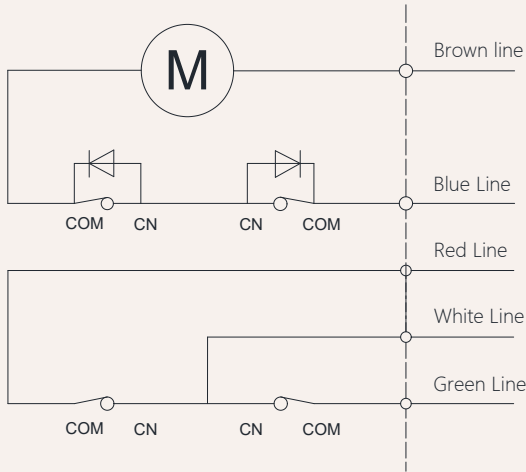 M
Brown line
Blue Line
COM CN CN COM
Red Line
White Line
Green Line
COM CN CN COM